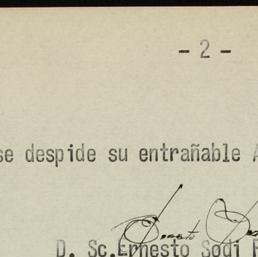 - 2 -
se despide su entrañable A
D. Sc. Ernesto Sodi P